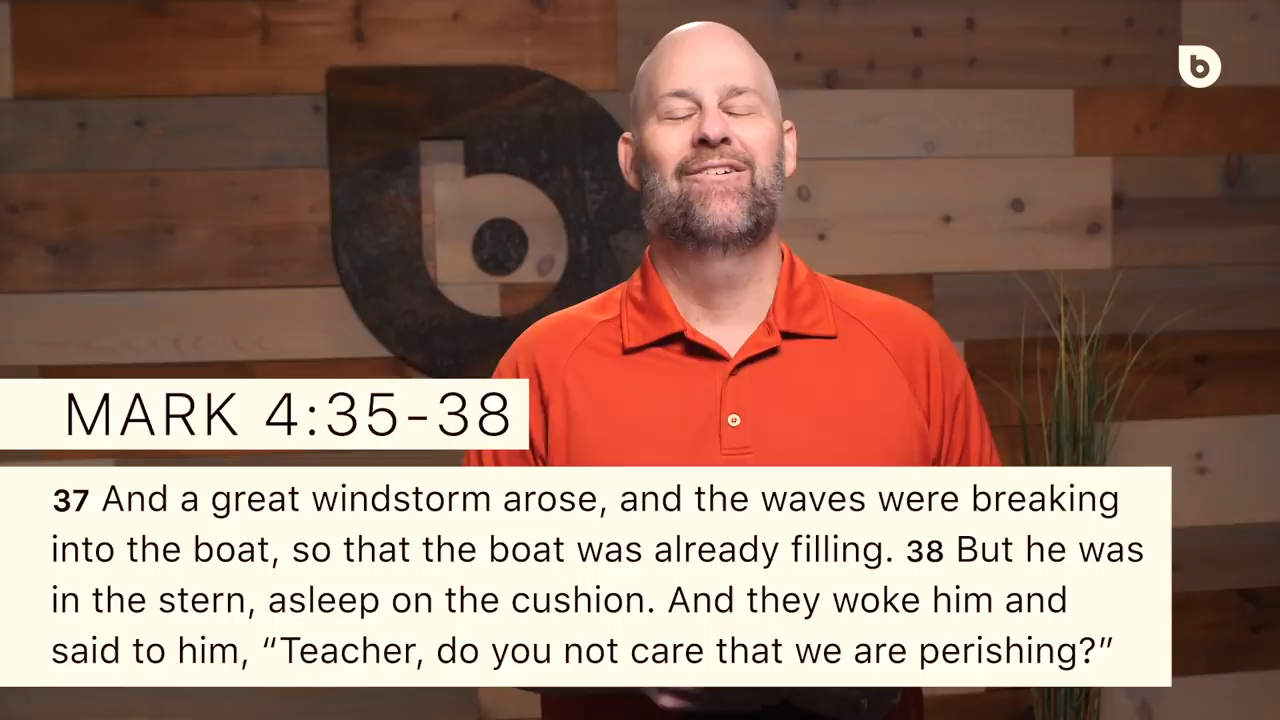 b
b
MARK 4:35-38
37 And a great windstorm arose, and the waves were breaking
into the boat, so that the boat was already filling. 38 But he was
in the stern, asleep on the cushion. And they woke him and
said to him, “Teacher, do you not care that we are perishing?”